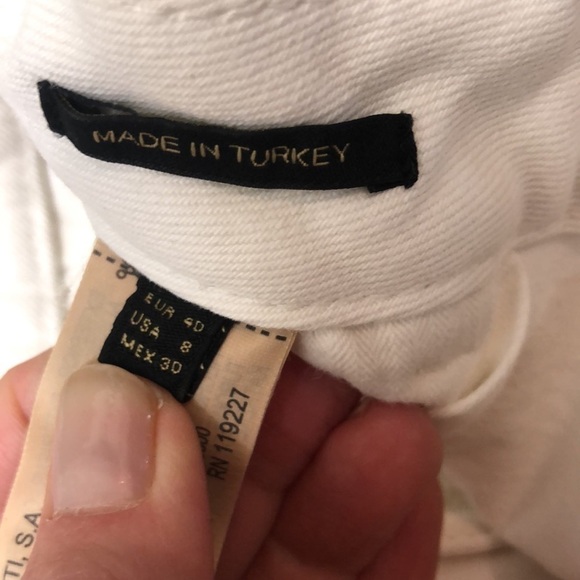 MADE IN TURKEY
EUR 40
USA 8
MEX 30
RN 119227
TI, S.A